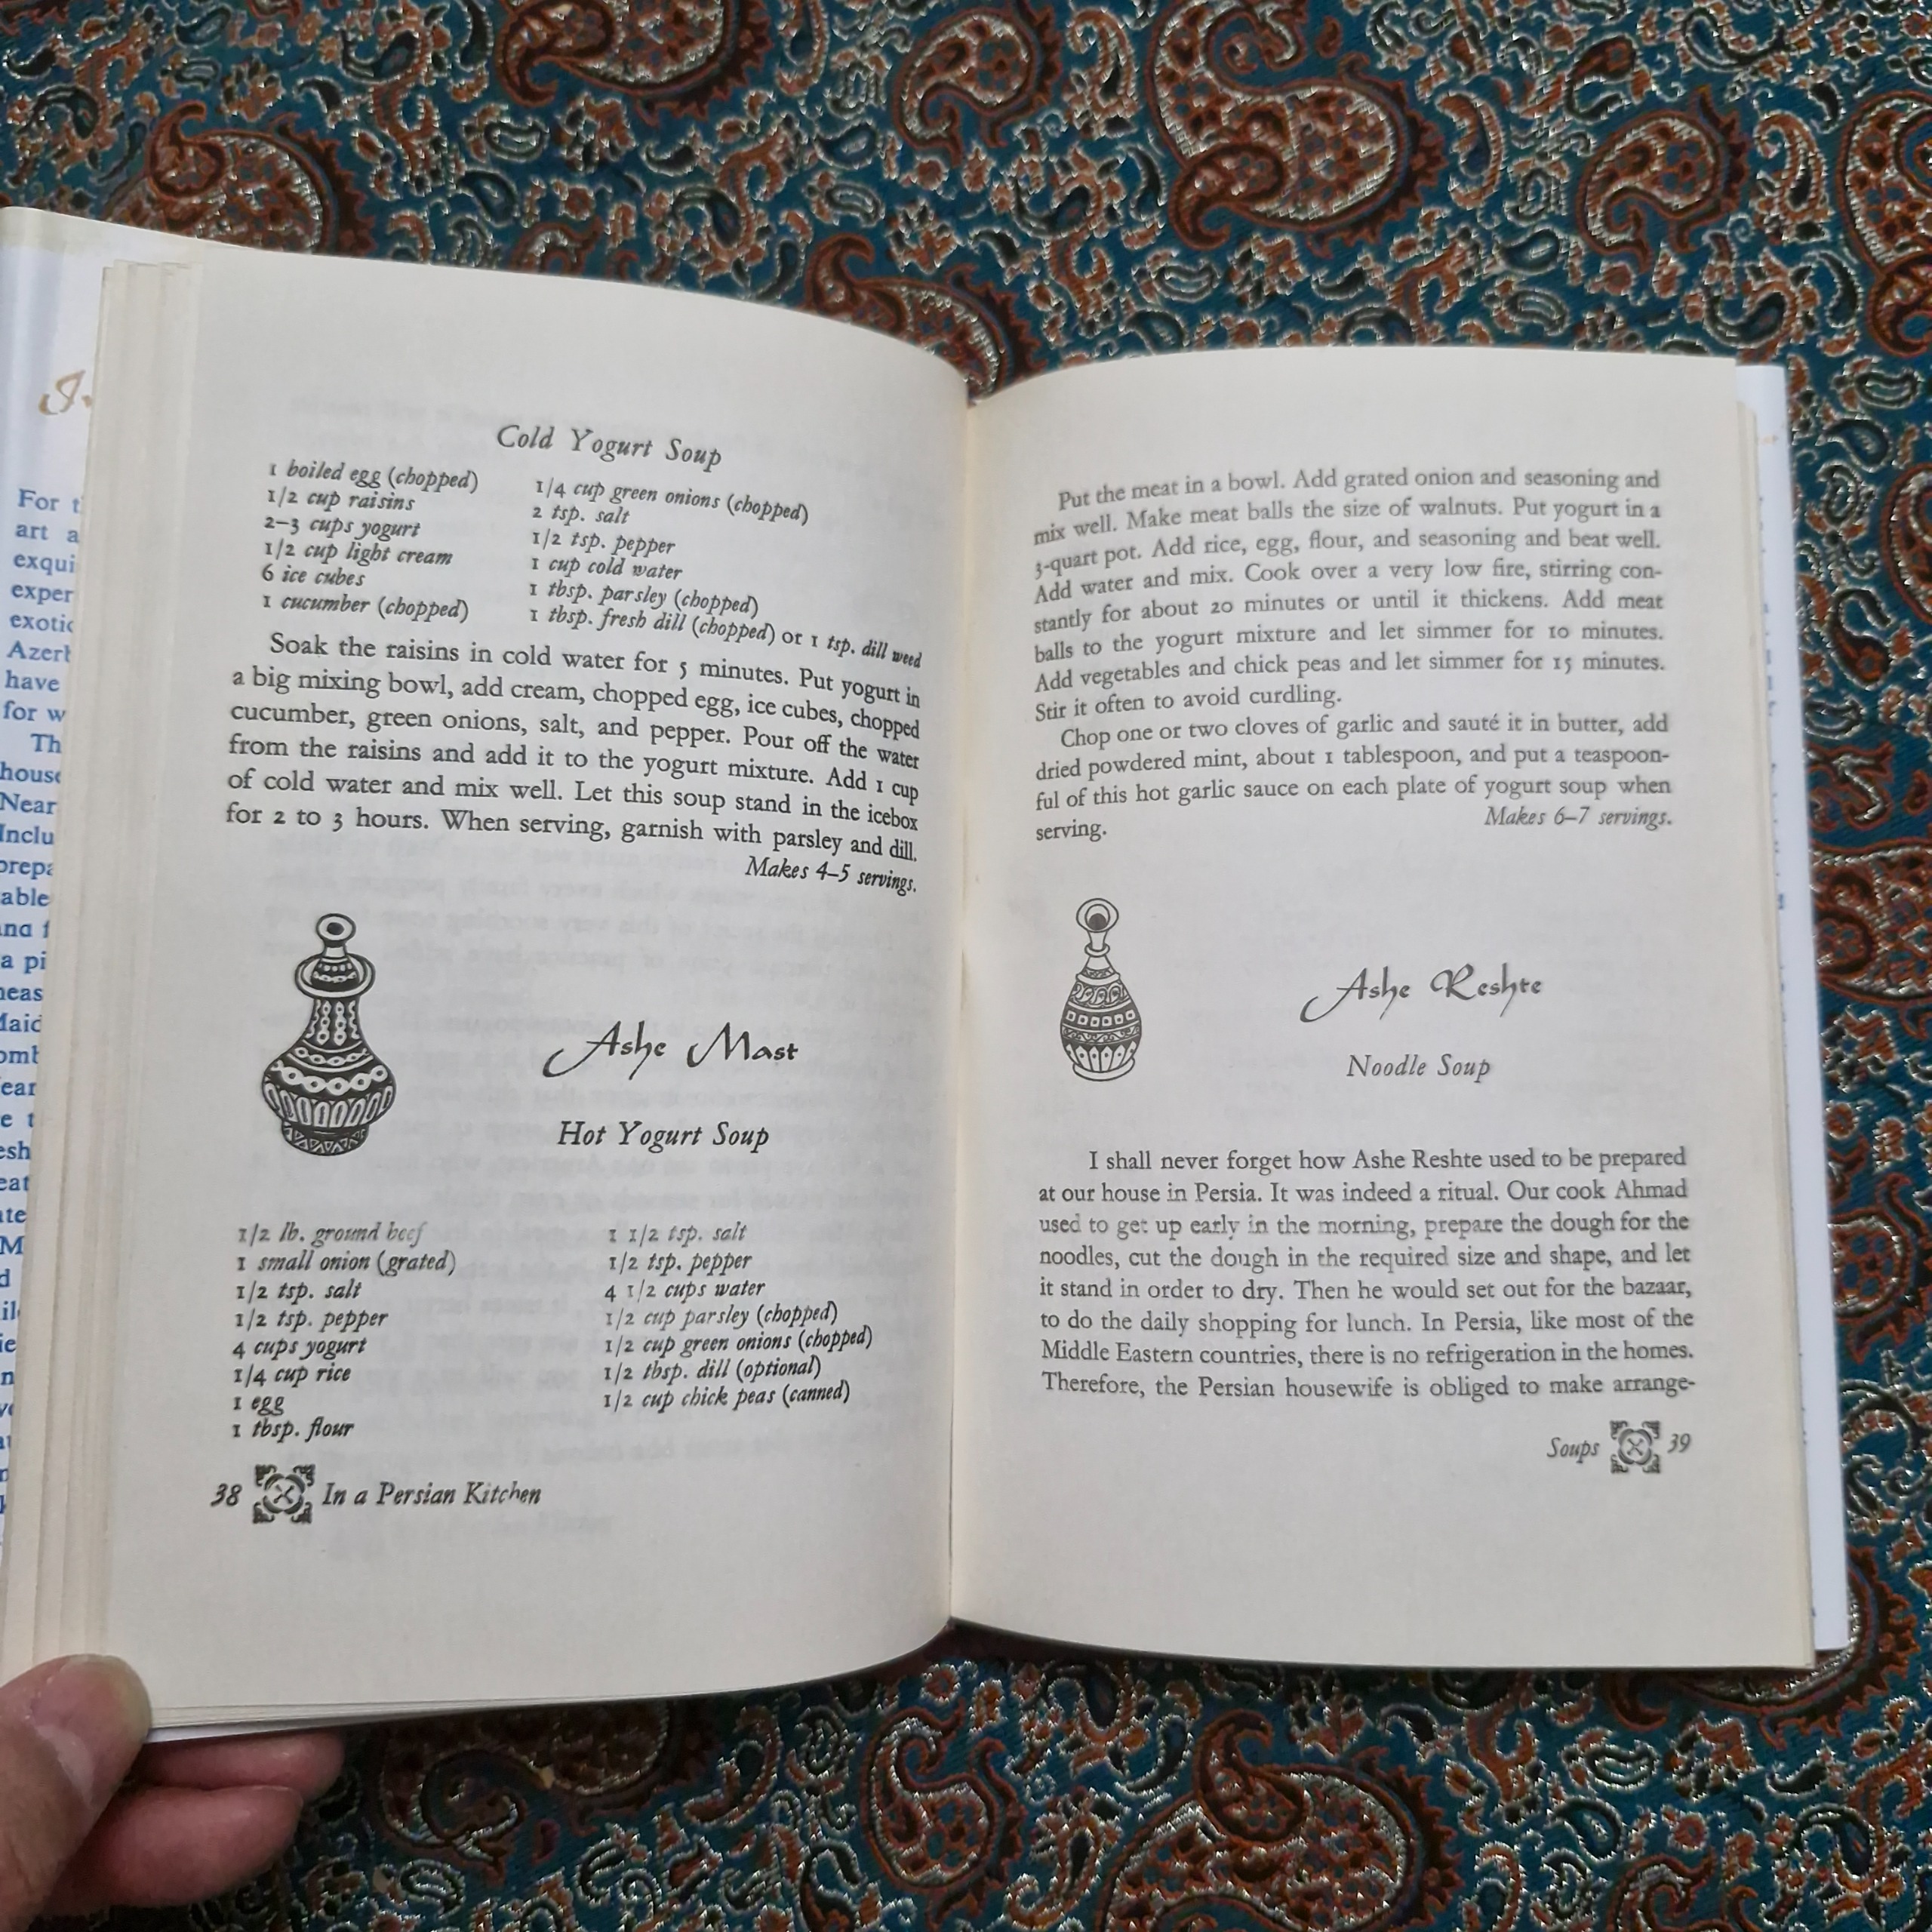 Cold Yogurt Soup
1 boiled egg (chopped)
1/2 cup raisins
2–3 cups yogurt
1/2 cup light cream
6 ice cubes
1 cucumber (chopped)
1/4 cup green onions (chopped)
2 tsp. salt
1/2 tsp. pepper
1 cup cold water
1 tbsp. parsley (chopped)
1 tbsp. fresh dill (chopped) or 1 tsp. dill weed
Soak the raisins in cold water for 5 minutes. Put yogurt in
a big mixing bowl, add cream, chopped egg, ice cubes, chopped
cucumber, green onions, salt, and pepper. Pour off the water
from the raisins and add it to the yogurt mixture. Add 1 cup
of cold water and mix well. Let this soup stand in the icebox
for 2 to 3 hours. When serving, garnish with parsley and dill.
Makes 4–5 servings.
Ashe Mast
Hot Yogurt Soup
1/2 lb. ground beef
1 small onion (grated)
1/2 tsp. salt
1/2 tsp. pepper
4 cups yogurt
1/4 cup rice
1 egg
1 tbsp. flour
1 1/2 tsp. salt
1/2 tsp. pepper
4 1/2 cups water
1/2 cup parsley (chopped)
1/2 cup green onions (chopped)
1/2 tbsp. dill (optional)
1/2 cup chick peas (canned)
38 In a Persian Kitchen
Put the meat in a bowl. Add grated onion and seasoning and
mix well. Make meat balls the size of walnuts. Put yogurt in a
3-quart pot. Add rice, egg, flour, and seasoning and beat well.
Add water and mix. Cook over a very low fire, stirring con-
stantly for about 20 minutes or until it thickens. Add meat
balls to the yogurt mixture and let simmer for 10 minutes.
Add vegetables and chick peas and let simmer for 15 minutes.
Stir it often to avoid curdling.
Chop one or two cloves of garlic and sauté it in butter, add
dried powdered mint, about 1 tablespoon, and put a teaspoon-
ful of this hot garlic sauce on each plate of yogurt soup when
serving.
Makes 6–7 servings.
Ashe Reshte
Noodle Soup
I shall never forget how Ashe Reshte used to be prepared
at our house in Persia. It was indeed a ritual. Our cook Ahmad
used to get up early in the morning, prepare the dough for the
noodles, cut the dough in the required size and shape, and let
it stand in order to dry. Then he would set out for the bazaar,
to do the daily shopping for lunch. In Persia, like most of the
Middle Eastern countries, there is no refrigeration in the homes.
Therefore, the Persian housewife is obliged to make arrange-
Soups 39
For
art a
have
for w
Th
Near
a pi